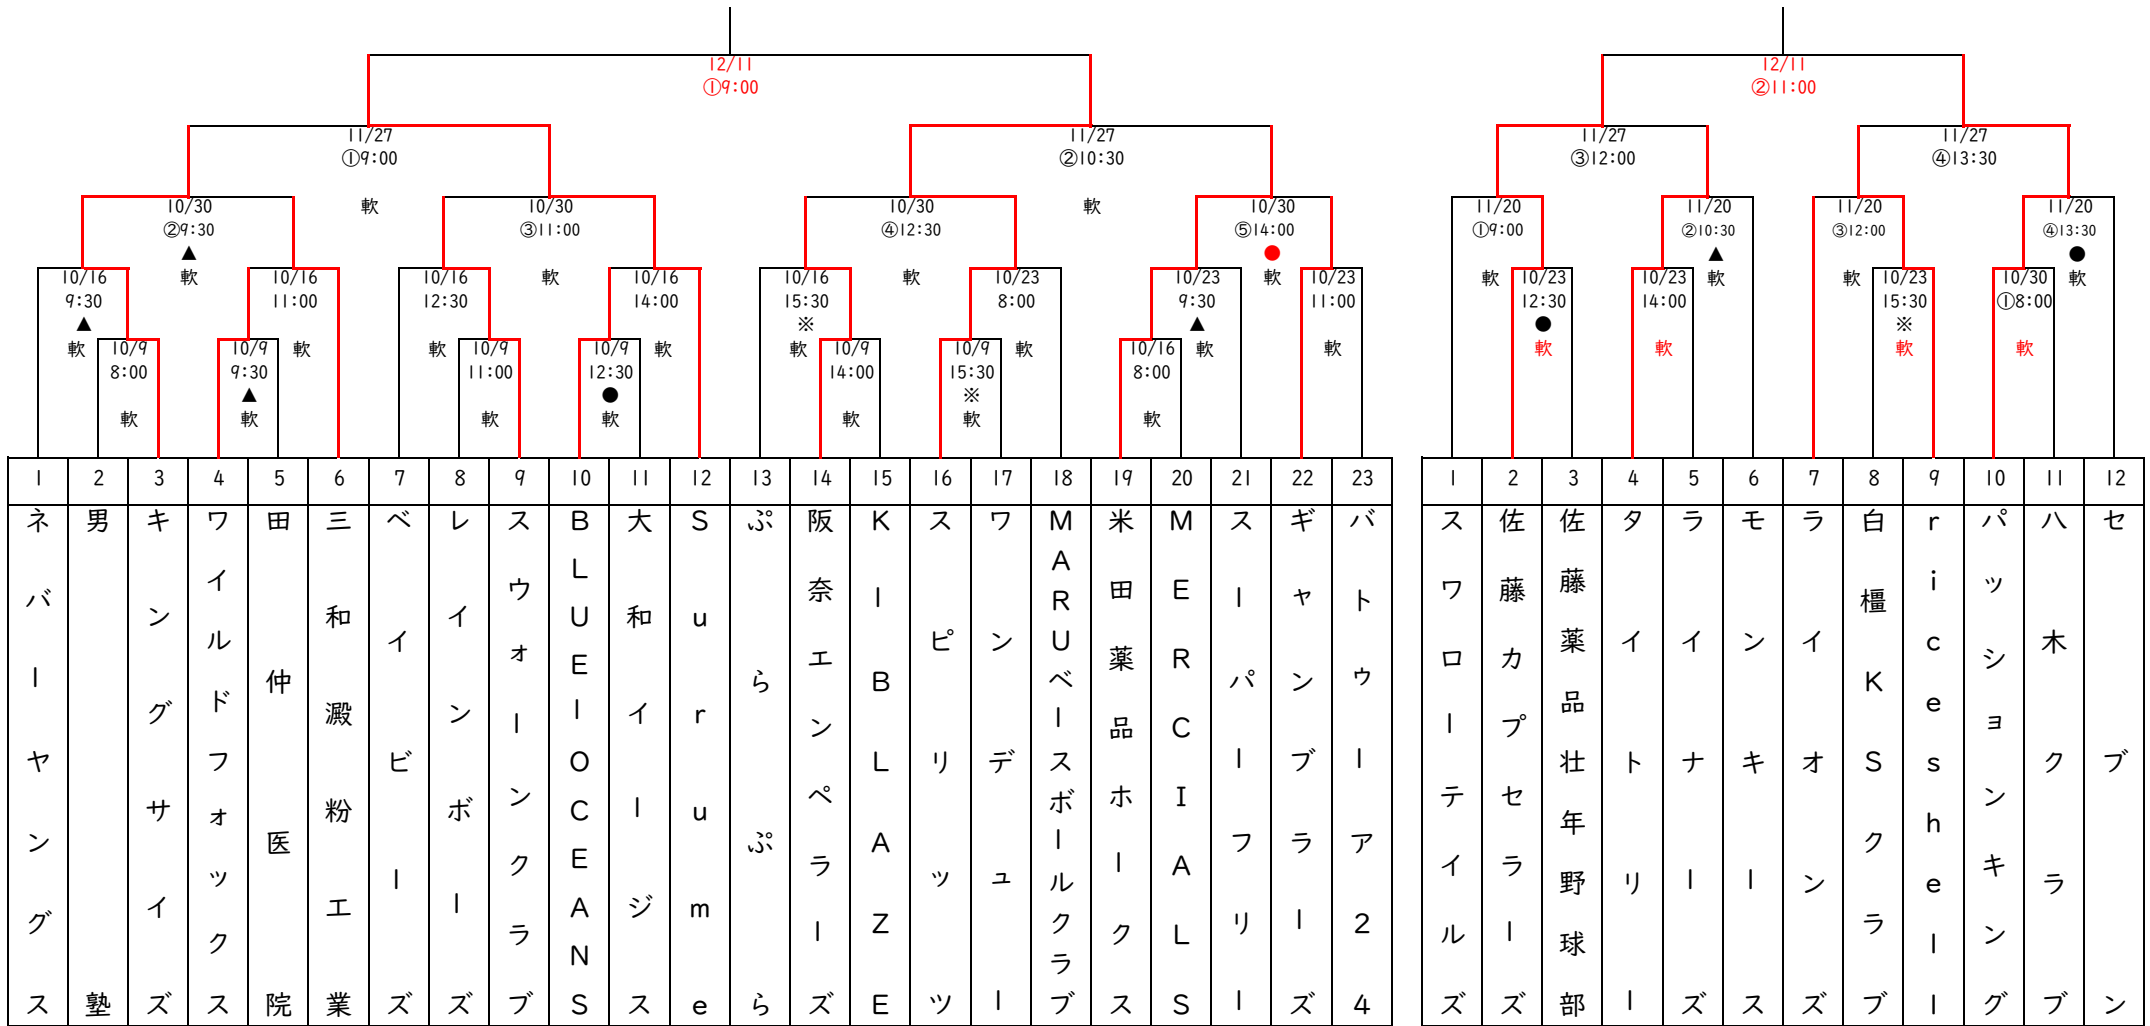 12/11
①9:00
12/11
②11:00
11/27
①9:00
軟
11/27
②10:30
軟
11/27
③12:00
11/27
④13:30
10/30
②9:30
▲
軟
10/30
③11:00
軟
10/30
④12:30
軟
10/30
⑤14:00
●
軟
11/20
①9:00
軟
11/20
②10:30
▲
軟
11/20
③12:00
軟
11/20
④13:30
●
軟
10/16
9:30
▲
軟
10/16
11:00
軟
10/16
12:30
軟
10/16
14:00
軟
10/16
15:30
※
軟
10/23
8:00
軟
10/23
9:30
▲
軟
10/23
11:00
軟
10/23
12:30
●
軟
10/23
14:00
軟
10/23
15:30
※
軟
10/30
①8:00
軟
10/9
8:00
軟
10/9
9:30
▲
軟
10/9
11:00
軟
10/9
12:30
●
軟
10/9
14:00
軟
10/9
15:30
※
軟
10/16
8:00
軟
1 2 3 4 5 6 7 8 9 10 11 12 13 14 15 16 17 18 19 20 21 22 23
ネバーヤングス
男塾
キングサイズ
ワイルドフォックス
田仲医院
三和澱粉工業
ベイビーズ
レインボーズ
スウォーンクラブ
BLUEIOCEANS
大和イージス
Surume
ぷらぷら
阪奈エンペラーズ
KIBLAZE
スピリッツ
ワンデュー
MARUベースボールクラブ
米田薬品ホークス
MERCIALS
スーパーフリー
ギャンブラーズ
バトゥーア24
1 2 3 4 5 6 7 8 9 10 11 12
スワローテイルズ
佐藤カプセラーズ
佐藤薬品壮年野球部
タイトリー
ライナーズ
モンキース
ライオンズ
白橿KSクラブ
riceshell
パッションキング
八木クラブ
セブン